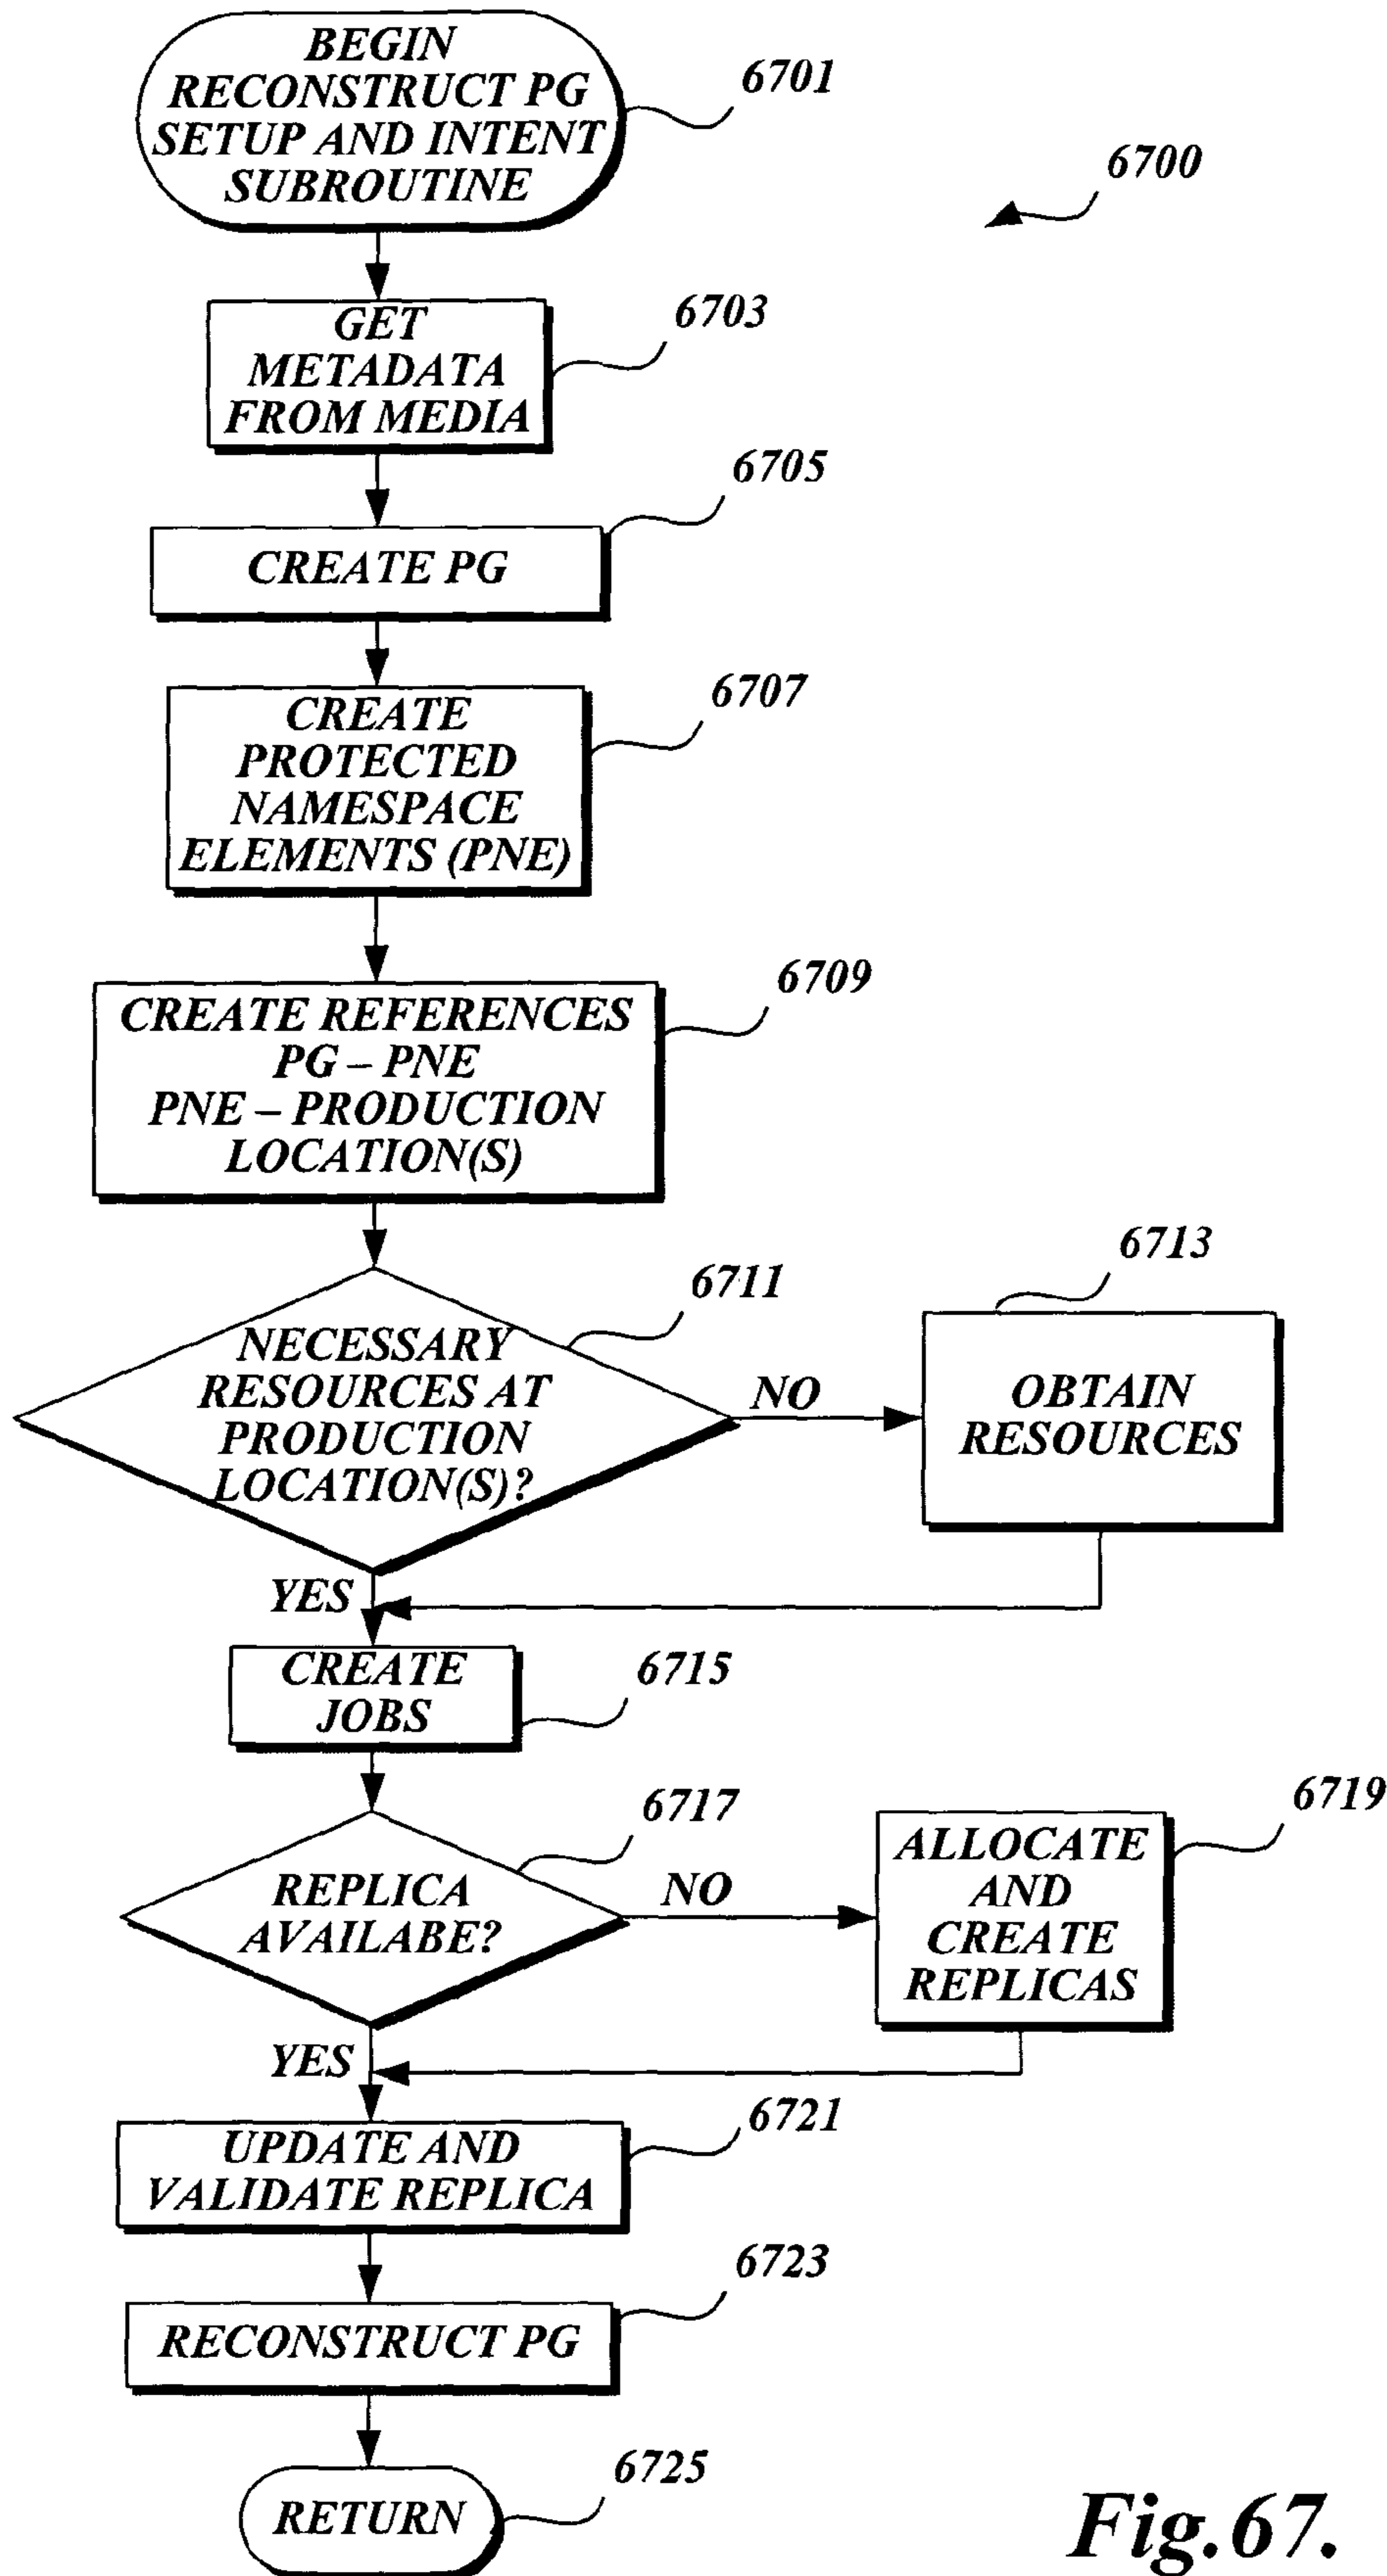 BEGIN
RECONSTRUCT PG
SETUP AND INTENT
SUBROUTINE
6701
6700
GET
METADATA
FROM MEDIA
6703
CREATE PG
6705
CREATE
PROTECTED
NAMESPACE
ELEMENTS (PNE)
6707
CREATE REFERENCES
PG – PNE
PNE – PRODUCTION
LOCATION(S)
6709
NECESSARY
RESOURCES AT
PRODUCTION
LOCATION(S)?
6711
NO
OBTAIN
RESOURCES
6713
YES
CREATE
JOBS
6715
REPLICA
AVAILABE?
6717
NO
ALLOCATE
AND
CREATE
REPLICAS
6719
YES
UPDATE AND
VALIDATE REPLICA
6721
RECONSTRUCT PG
6723
RETURN
6725
Fig.67.